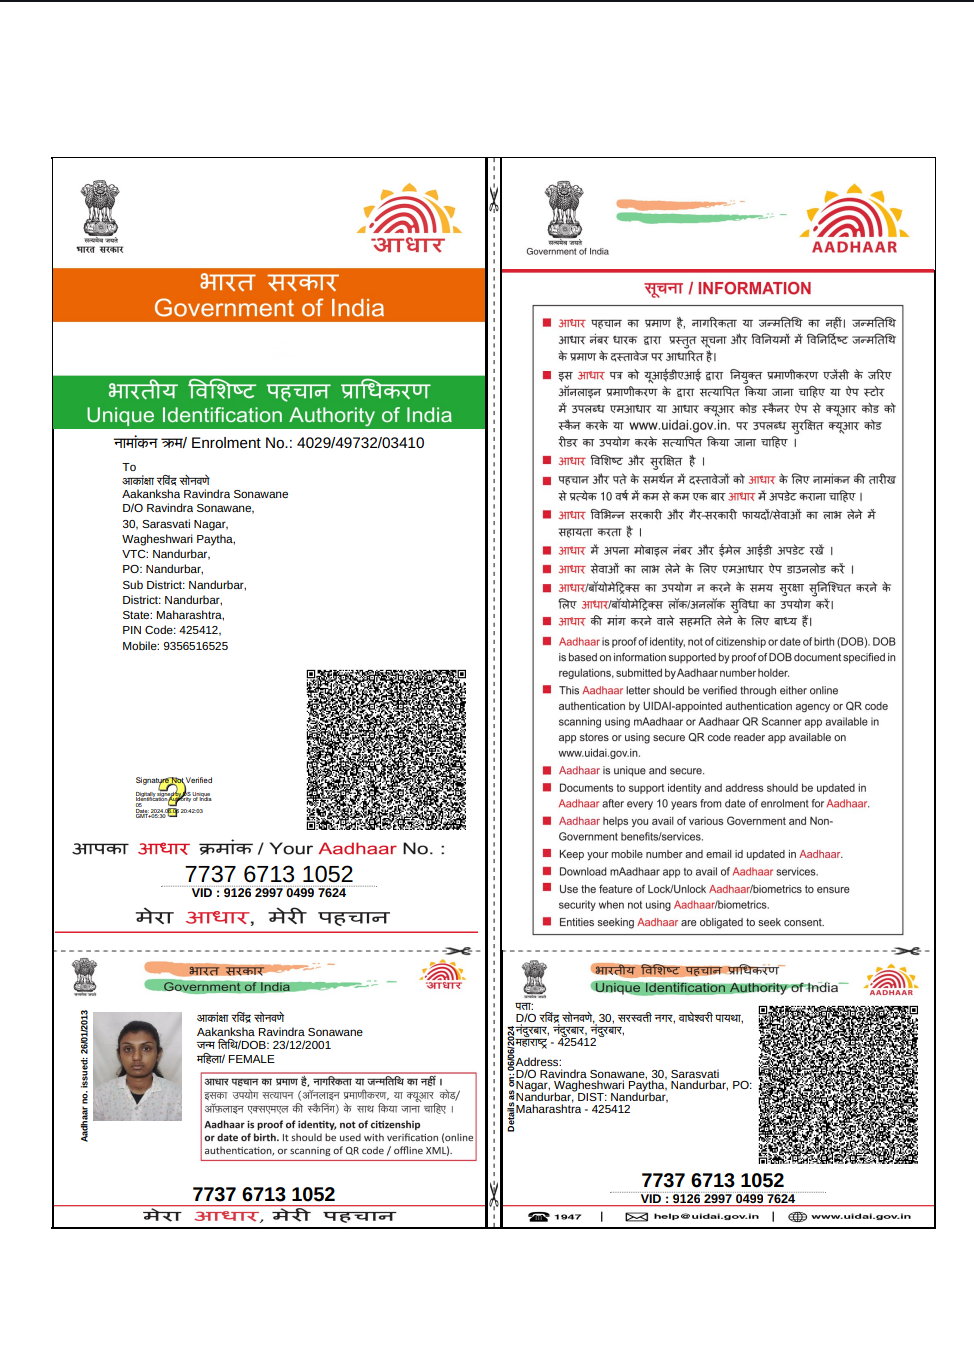 सत्यमेव जयते
भारत सरकार
आधार
भारत सरकार
Government of India
भारतीय विशिष्ट पहचान प्राधिकरण
Unique Identification Authority of India
नामांकन क्रम/ Enrolment No.: 4029/49732/03410
To
आकांक्षा रविंद्र सोनवणे
Aakanksha Ravindra Sonawane
D/O Ravindra Sonawane,
30, Sarasvati Nagar,
Wagheshwari Paytha,
VTC: Nandurbar,
PO: Nandurbar,
Sub District: Nandurbar,
District: Nandurbar,
State: Maharashtra,
PIN Code: 425412,
Mobile: 9356516525
Signature Not Verified
Digitally signed by DS Unique
Identification Authority of India
05
Date: 2024.06.06 20:42:03
GMT+05:30
आपका आधार क्रमांक / Your Aadhaar No. :
7737 6713 1052
VID : 9126 2997 0499 7624
मेरा आधार, मेरी पहचान
सत्यमेव जयते
Government of India
AADHAAR
सूचना / INFORMATION
आधार पहचान का प्रमाण है, नागरिकता या जन्मतिथि का नहीं। जन्मतिथि
आधार नंबर धारक द्वारा प्रस्तुत सूचना और विनियमों में विनिर्दिष्ट जन्मतिथि
के प्रमाण के दस्तावेज पर आधारित है।
इस आधार पत्र को यूआईडीएआई द्वारा नियुक्त प्रमाणीकरण एजेंसी के जरिए
ऑनलाइन प्रमाणीकरण के द्वारा सत्यापित किया जाना चाहिए या ऐप स्टोर
में उपलब्ध एमआधार या आधार क्यूआर कोड स्कैनर ऐप से क्यूआर कोड को
स्कैन करके या www.uidai.gov.in. पर उपलब्ध सुरक्षित क्यूआर कोड
रीडर का उपयोग करके सत्यापित किया जाना चाहिए ।
आधार विशिष्ट और सुरक्षित है ।
पहचान और पते के समर्थन में दस्तावेजों को आधार के लिए नामांकन की तारीख
से प्रत्येक 10 वर्ष में कम से कम एक बार आधार में अपडेट कराना चाहिए ।
आधार विभिन्न सरकारी और गैर-सरकारी फायदों/सेवाओं का लाभ लेने में
सहायता करता है ।
आधार में अपना मोबाइल नंबर और ईमेल आईडी अपडेट रखें ।
आधार सेवाओं का लाभ लेने के लिए एमआधार ऐप डाउनलोड करें ।
आधार/बॉयोमेट्रिक्स का उपयोग न करने के समय सुरक्षा सुनिश्चित करने के
लिए आधार/बॉयोमेट्रिक्स लॉक/अनलॉक सुविधा का उपयोग करें।
आधार की मांग करने वाले सहमति लेने के लिए बाध्य हैं।
Aadhaar is proof of identity, not of citizenship or date of birth (DOB). DOB
is based on information supported by proof of DOB document specified in
regulations, submitted by Aadhaar number holder.
This Aadhaar letter should be verified through either online
authentication by UIDAI-appointed authentication agency or QR code
scanning using mAadhaar or Aadhaar QR Scanner app available in
app stores or using secure QR code reader app available on
www.uidai.gov.in.
Aadhaar is unique and secure.
Documents to support identity and address should be updated in
Aadhaar after every 10 years from date of enrolment for Aadhaar.
Aadhaar helps you avail of various Government and Non-
Government benefits/services.
Keep your mobile number and email id updated in Aadhaar.
Download mAadhaar app to avail of Aadhaar services.
Use the feature of Lock/Unlock Aadhaar/biometrics to ensure
security when not using Aadhaar/biometrics.
Entities seeking Aadhaar are obligated to seek consent.
भारत सरकार
Government of India
आधार
Aadhaar no. issued: 26/01/2013
आकांक्षा रविंद्र सोनवणे
Aakanksha Ravindra Sonawane
जन्म तिथि/DOB: 23/12/2001
महिला/ FEMALE
आधार पहचान का प्रमाण है, नागरिकता या जन्मतिथि का नहीं ।
इसका उपयोग सत्यापन (ऑनलाइन प्रमाणीकरण, या क्यूआर कोड/
ऑफ़लाइन एक्सएमएल की स्कैनिंग) के साथ किया जाना चाहिए ।
Aadhaar is proof of identity, not of citizenship
or date of birth. It should be used with verification (online
authentication, or scanning of QR code / offline XML).
7737 6713 1052
मेरा आधार, मेरी पहचान
भारतीय विशिष्ट पहचान प्राधिकरण
Unique Identification Authority of India
AADHAAR
Details as on: 06/06/2024
पता:
D/O रविंद्र सोनवणे, 30, सरस्वती नगर, वाघेश्वरी पायथा,
नंदुरबार, नंदुरबार, नंदुरबार,
महाराष्ट्र - 425412
Address:
D/O Ravindra Sonawane, 30, Sarasvati
Nagar, Wagheshwari Paytha, Nandurbar, PO:
Nandurbar, DIST: Nandurbar,
Maharashtra - 425412
7737 6713 1052
VID : 9126 2997 0499 7624
1947 | help@uidai.gov.in | www.uidai.gov.in